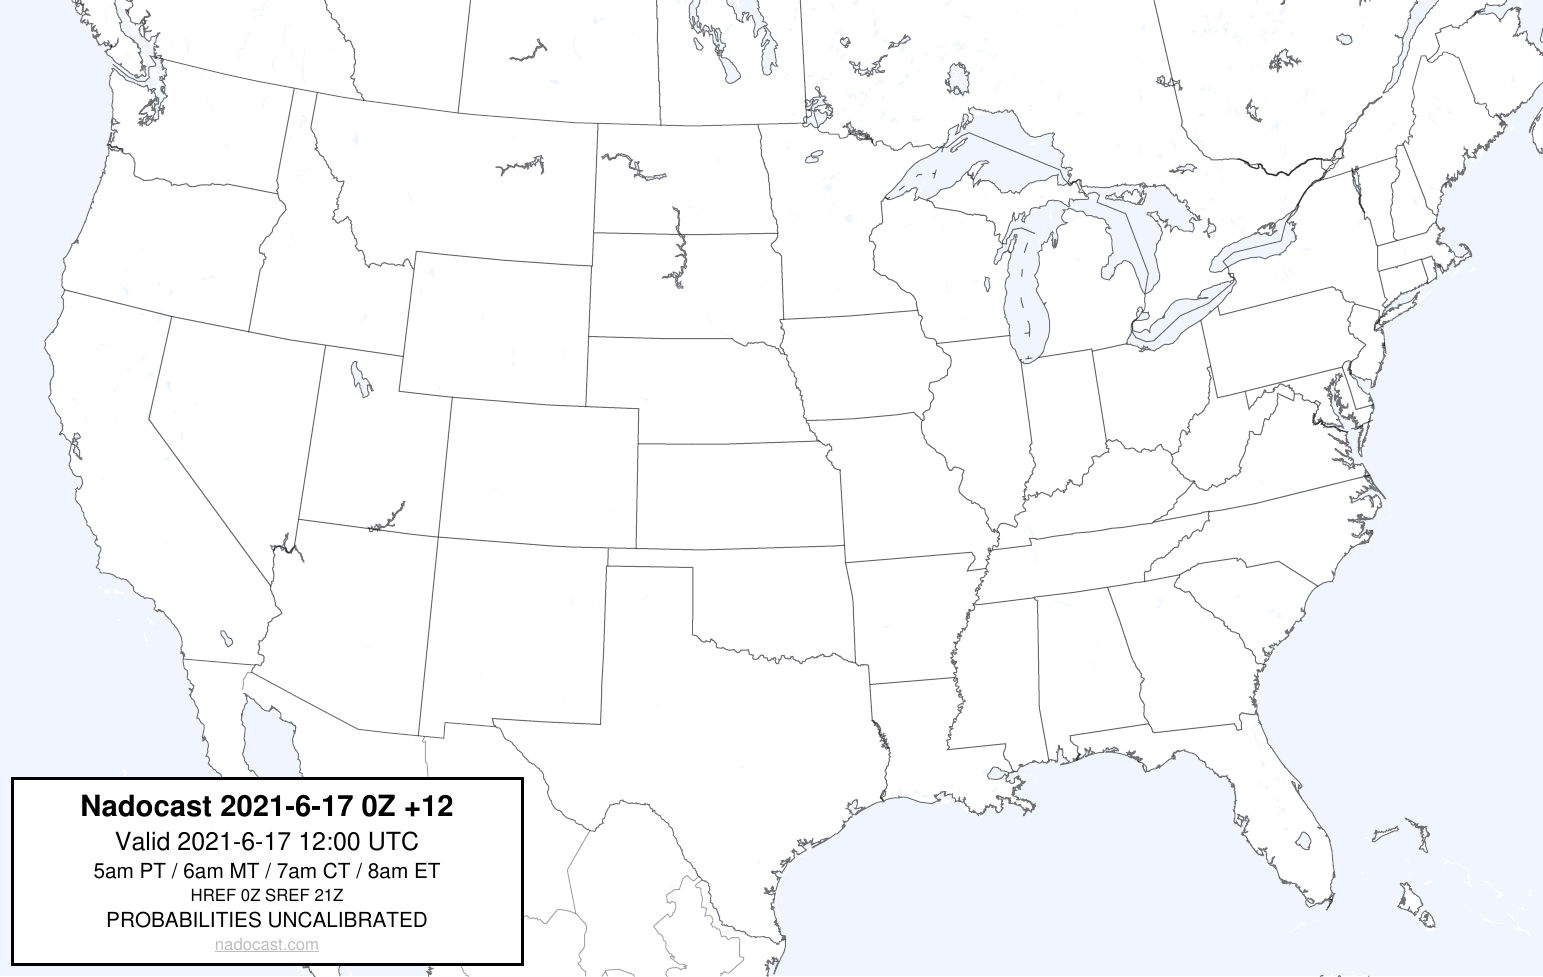 Nadocast 2021-6-17 0Z +12
Valid 2021-6-17 12:00 UTC
5am PT / 6am MT / 7am CT / 8am ET
HREF 0Z SREF 21Z
PROBABILITIES UNCALIBRATED
nadocast.com